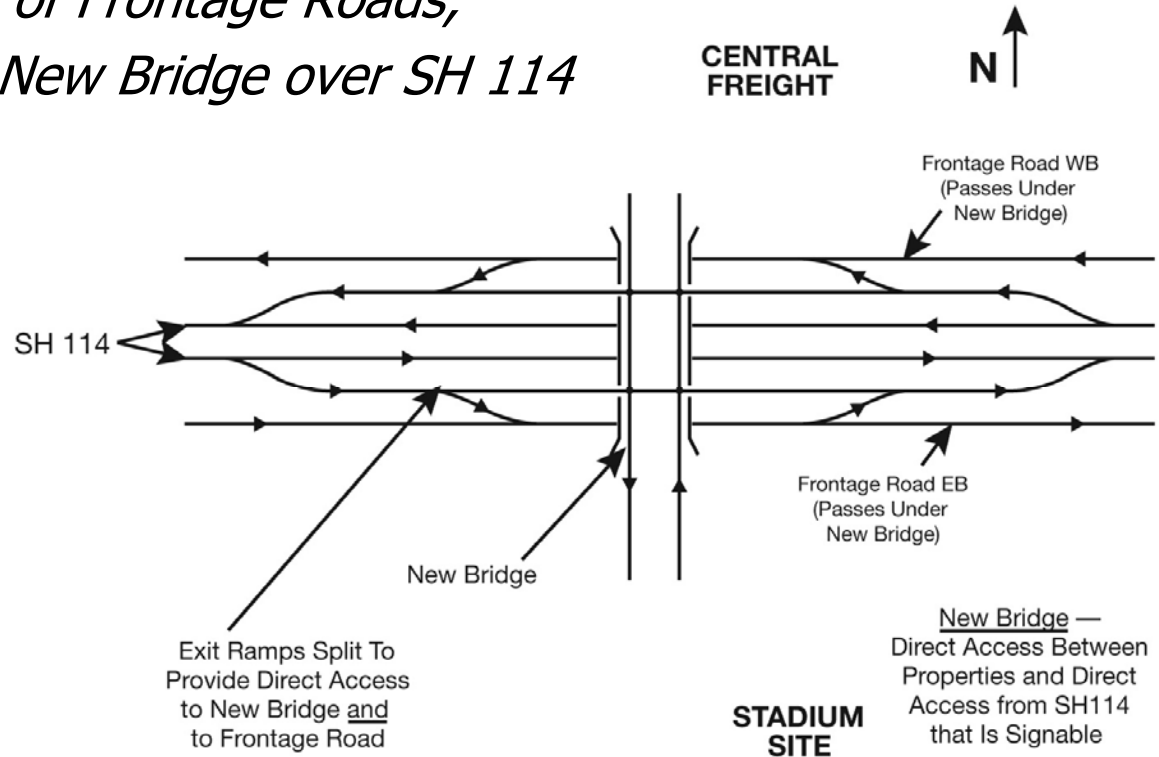 of Frontage Roads,
New Bridge over SH 114
CENTRAL
FREIGHT
N
Frontage Road WB
(Passes Under
New Bridge)
SH 114
Frontage Road EB
(Passes Under
New Bridge)
New Bridge
Exit Ramps Split To
Provide Direct Access
to New Bridge and
to Frontage Road
New Bridge —
Direct Access Between
Properties and Direct
Access from SH114
that Is Signable
STADIUM
SITE